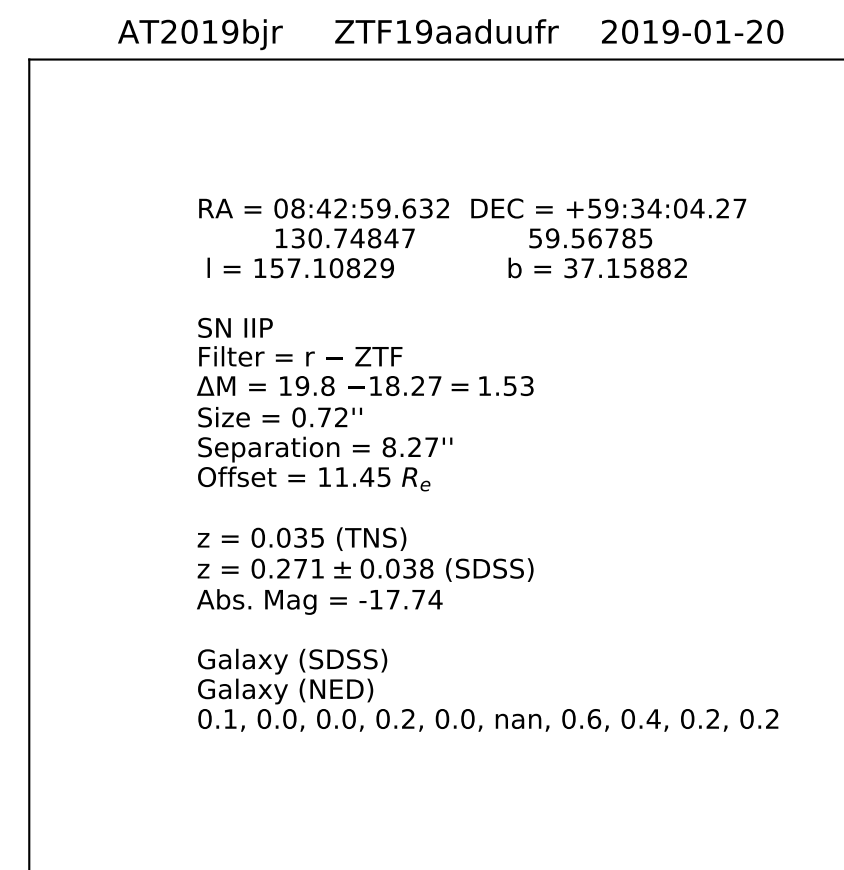 AT2019bjr ZTF19aaduufr 2019-01-20
RA = 08:42:59.632 DEC = +59:34:04.27
130.74847 59.56785
l = 157.10829 b = 37.15882
SN IIP
Filter = r − ZTF
ΔM = 19.8 −18.27 = 1.53
Size = 0.72''
Separation = 8.27''
Offset = 11.45 Re
z = 0.035 (TNS)
z = 0.271 ± 0.038 (SDSS)
Abs. Mag = -17.74
Galaxy (SDSS)
Galaxy (NED)
0.1, 0.0, 0.0, 0.2, 0.0, nan, 0.6, 0.4, 0.2, 0.2